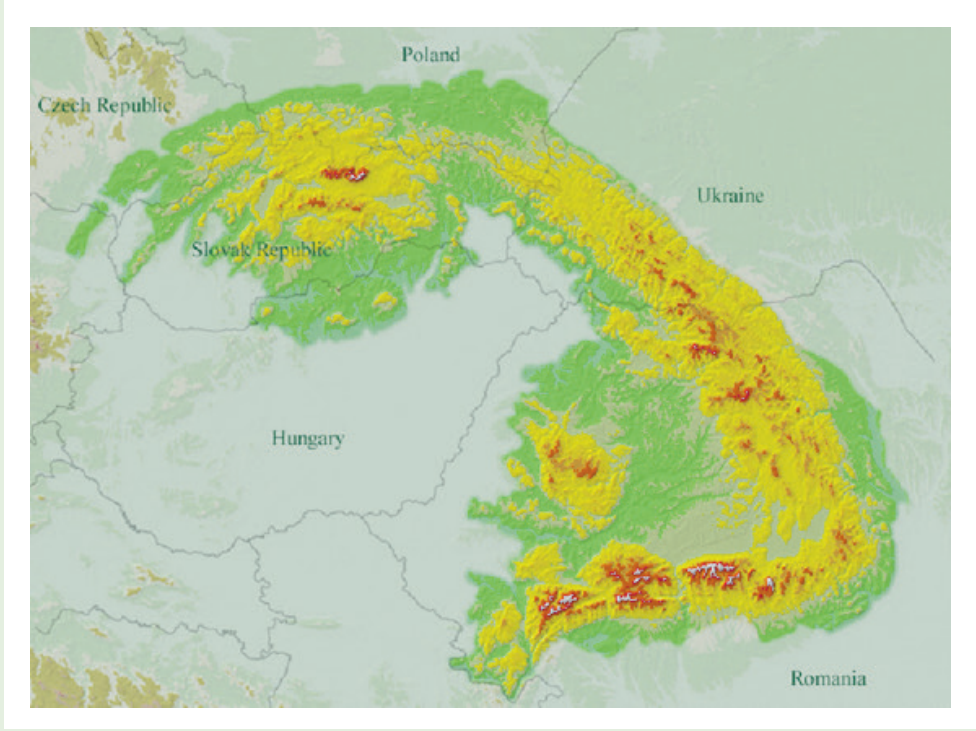 Poland
Czech Republic
Ukraine
Slovak Republic
Hungary
Romania